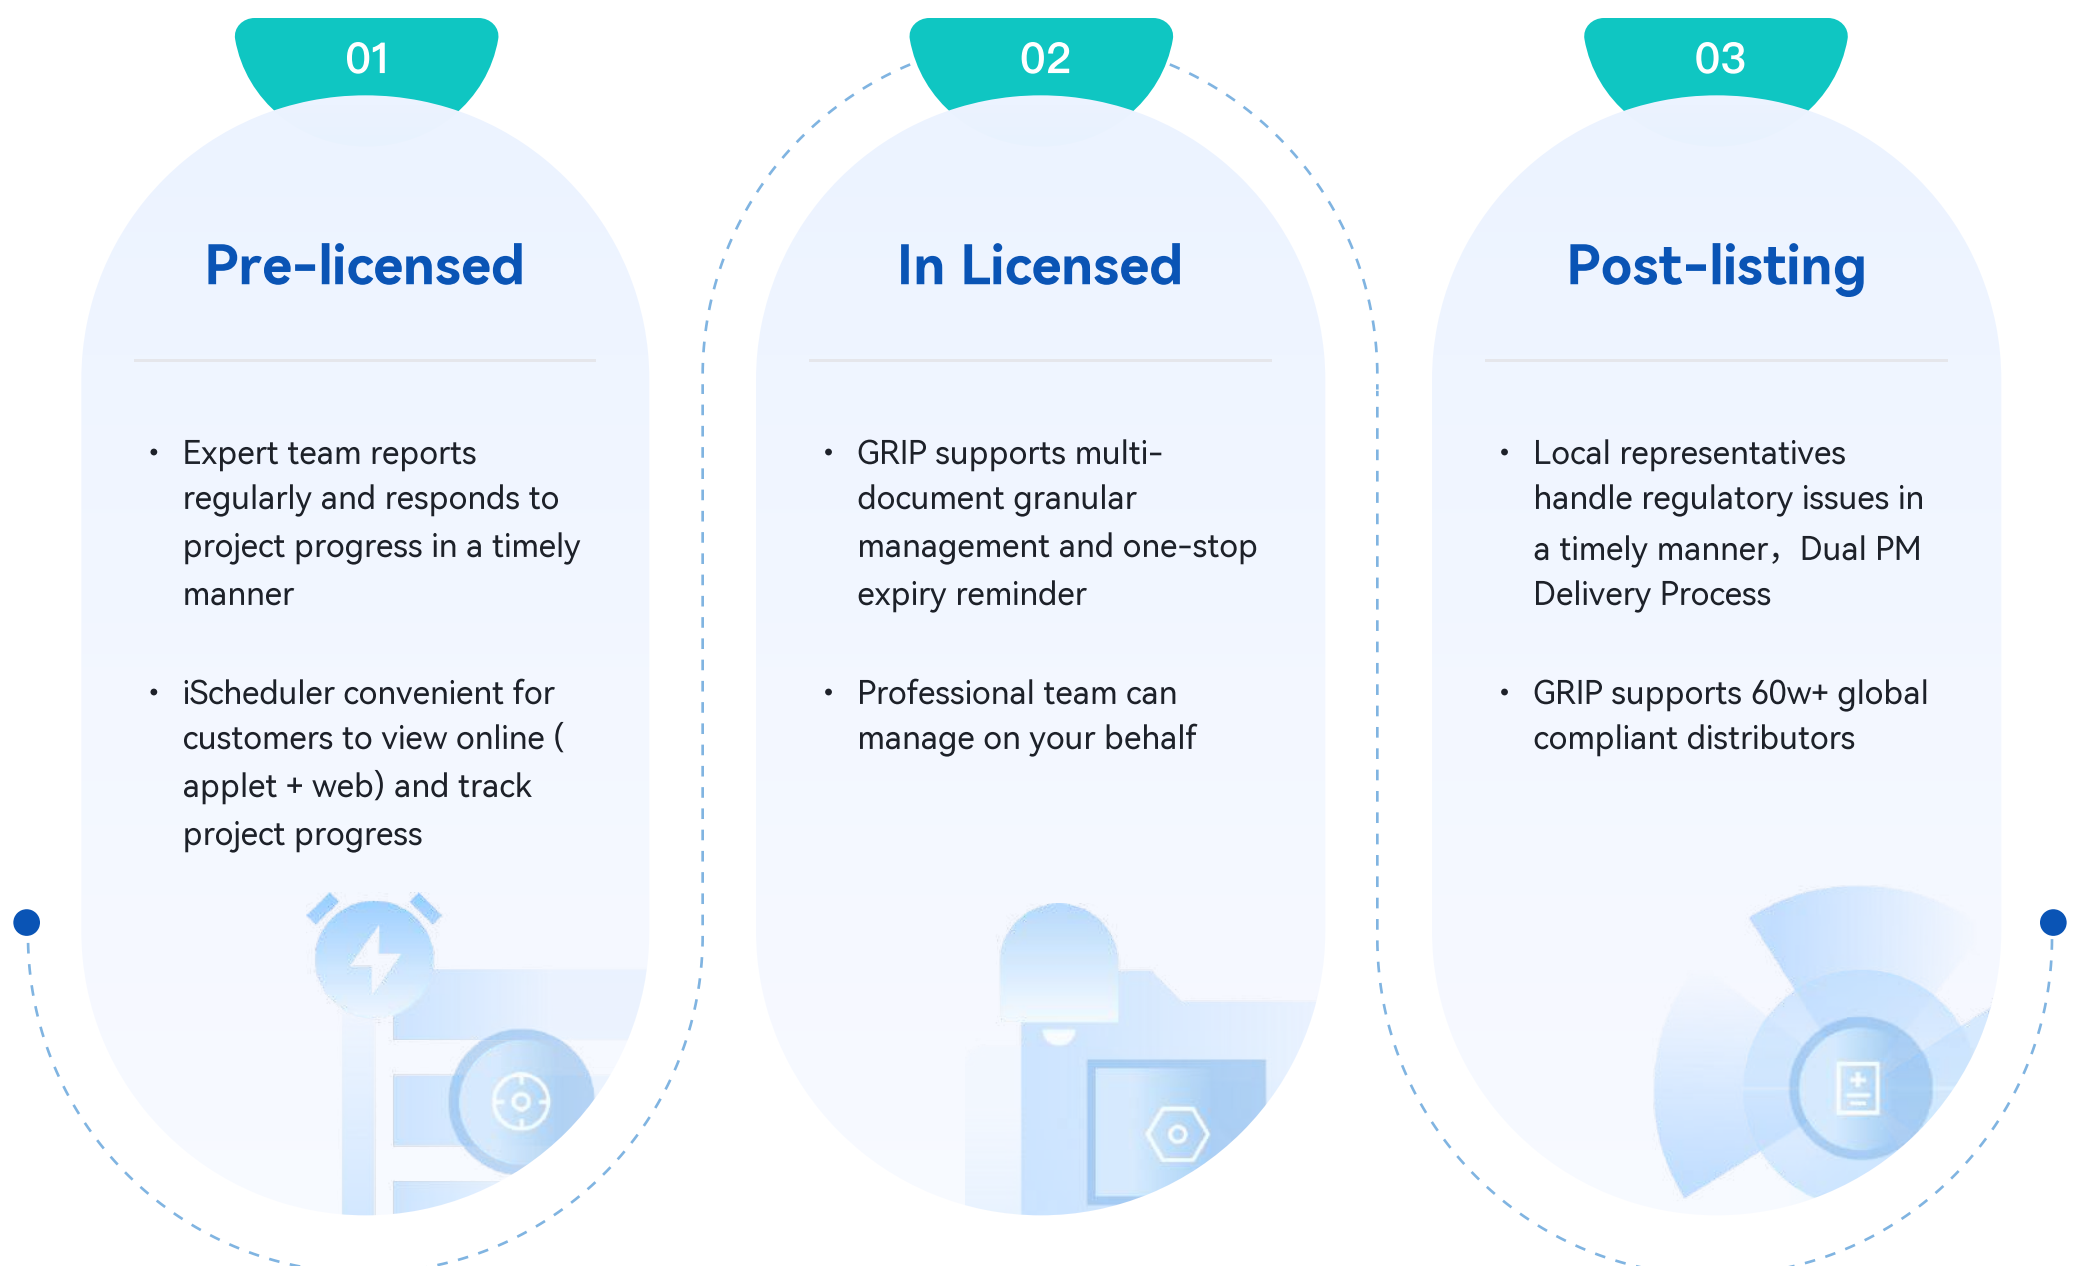 01
Pre-licensed
• Expert team reports
regularly and responds to
project progress in a timely
manner
• iScheduler convenient for
customers to view online (
applet + web) and track
project progress
02
In Licensed
• GRIP supports multi-
document granular
management and one-stop
expiry reminder
• Professional team can
manage on your behalf
03
Post-listing
• Local representatives
handle regulatory issues in
a timely manner，Dual PM
Delivery Process
• GRIP supports 60w+ global
compliant distributors